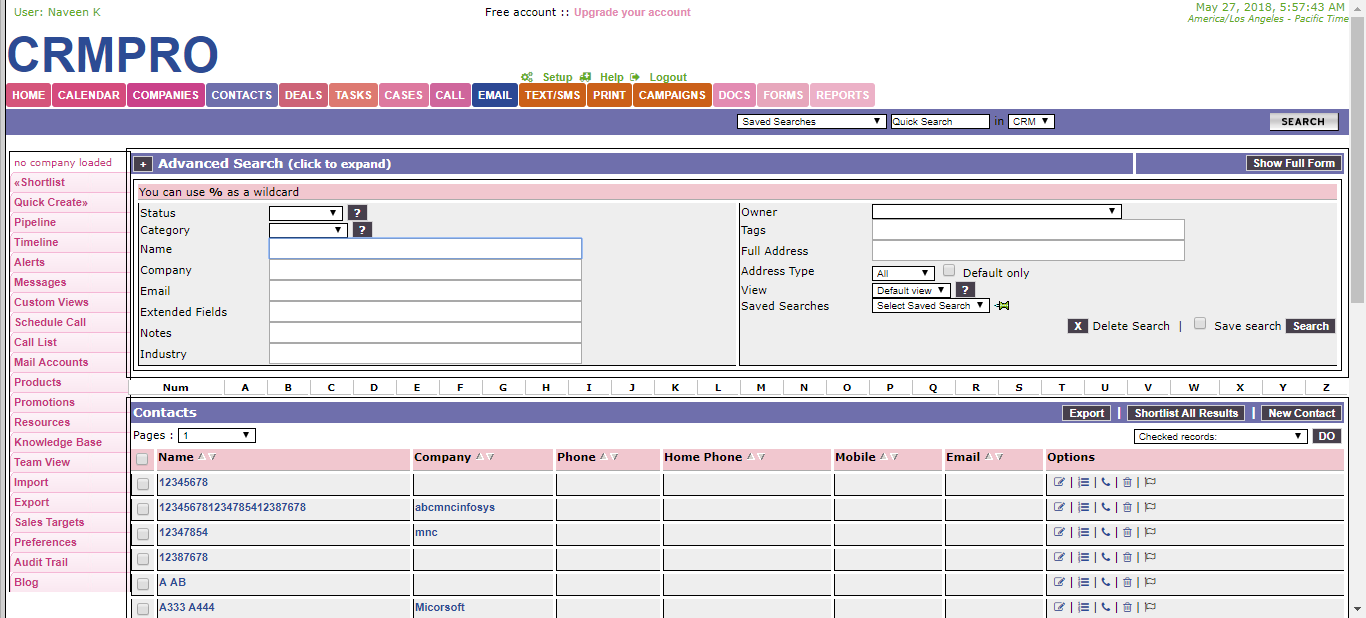 User: Naveen K
Free account :: Upgrade your account
May 27, 2018, 5:57:43 AM
America/Los Angeles - Pacific Time
CRMPRO
Setup Help Logout
HOME CALENDAR COMPANIES CONTACTS DEALS TASKS CASES CALL EMAIL TEXT/SMS PRINT CAMPAIGNS DOCS FORMS REPORTS
Saved Searches Quick Search in CRM SEARCH
no company loaded
«Shortlist
Quick Create»
Pipeline
Timeline
Alerts
Messages
Custom Views
Schedule Call
Call List
Mail Accounts
Products
Promotions
Resources
Knowledge Base
Team View
Import
Export
Sales Targets
Preferences
Audit Trail
Blog
+ Advanced Search (click to expand) Show Full Form
You can use % as a wildcard
Status ?
Category ?
Name
Company
Email
Extended Fields
Notes
Industry
Owner
Tags
Full Address
Address Type All Default only
View Default view ?
Saved Searches Select Saved Search
X Delete Search | Save search Search
Num A B C D E F G H I J K L M N O P Q R S T U V W X Y Z
Contacts Export | Shortlist All Results | New Contact
Pages : 1 Checked records: DO
Name Company Phone Home Phone Mobile Email Options
12345678 | | | |
123456781234785412387678 abcmncinfosys | | | |
12347854 mnc | | | |
12387678 | | | |
A AB | | | |
A333 A444 Micorsoft | | | |